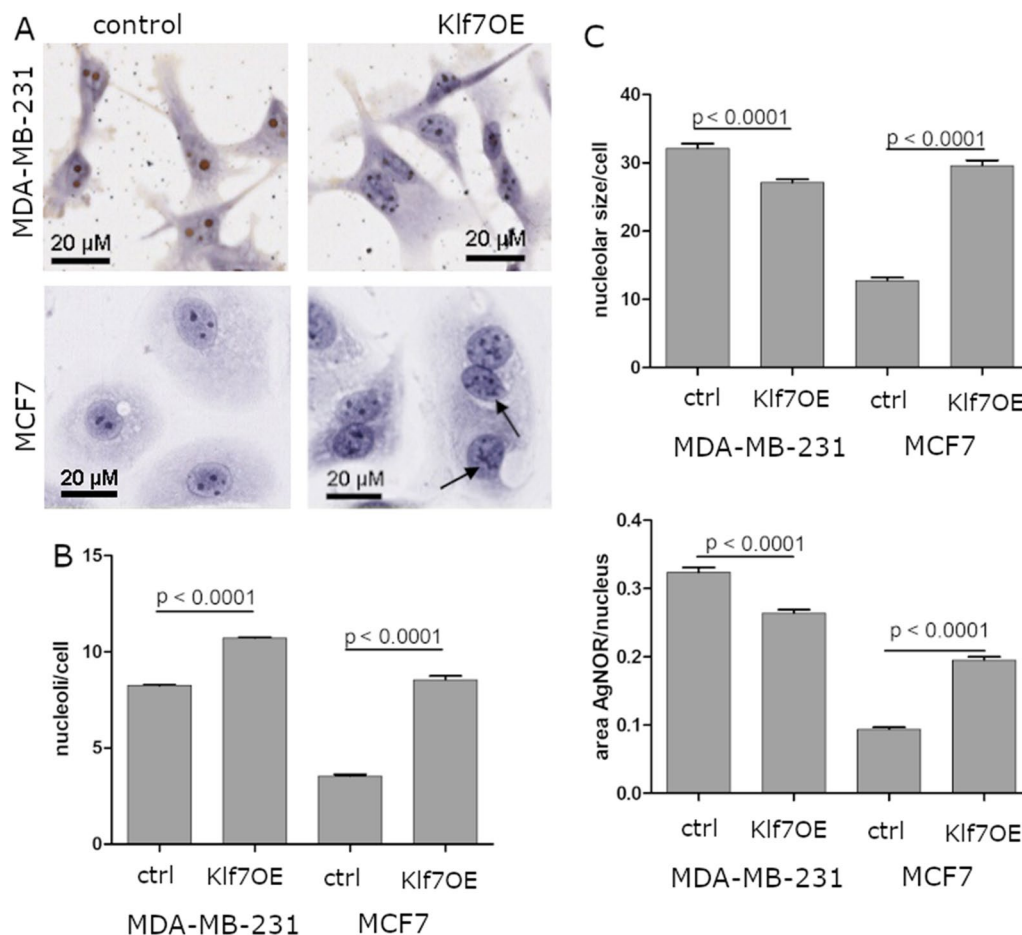 A
control
Klf7OE
MDA-MB-231
20 µM
20 µM
MCF7
20 µM
20 µM
B
15
10
5
0
nucleoli/cell
p < 0.0001
p < 0.0001
ctrl
Klf7OE
ctrl
Klf7OE
MDA-MB-231
MCF7
C
40
30
20
10
0
nucleolar size/cell
p < 0.0001
p < 0.0001
ctrl
Klf7OE
ctrl
Klf7OE
MDA-MB-231
MCF7
0.4
0.3
0.2
0.1
0.0
area AgNOR/nucleus
p < 0.0001
p < 0.0001
ctrl
Klf7OE
ctrl
Klf7OE
MDA-MB-231
MCF7